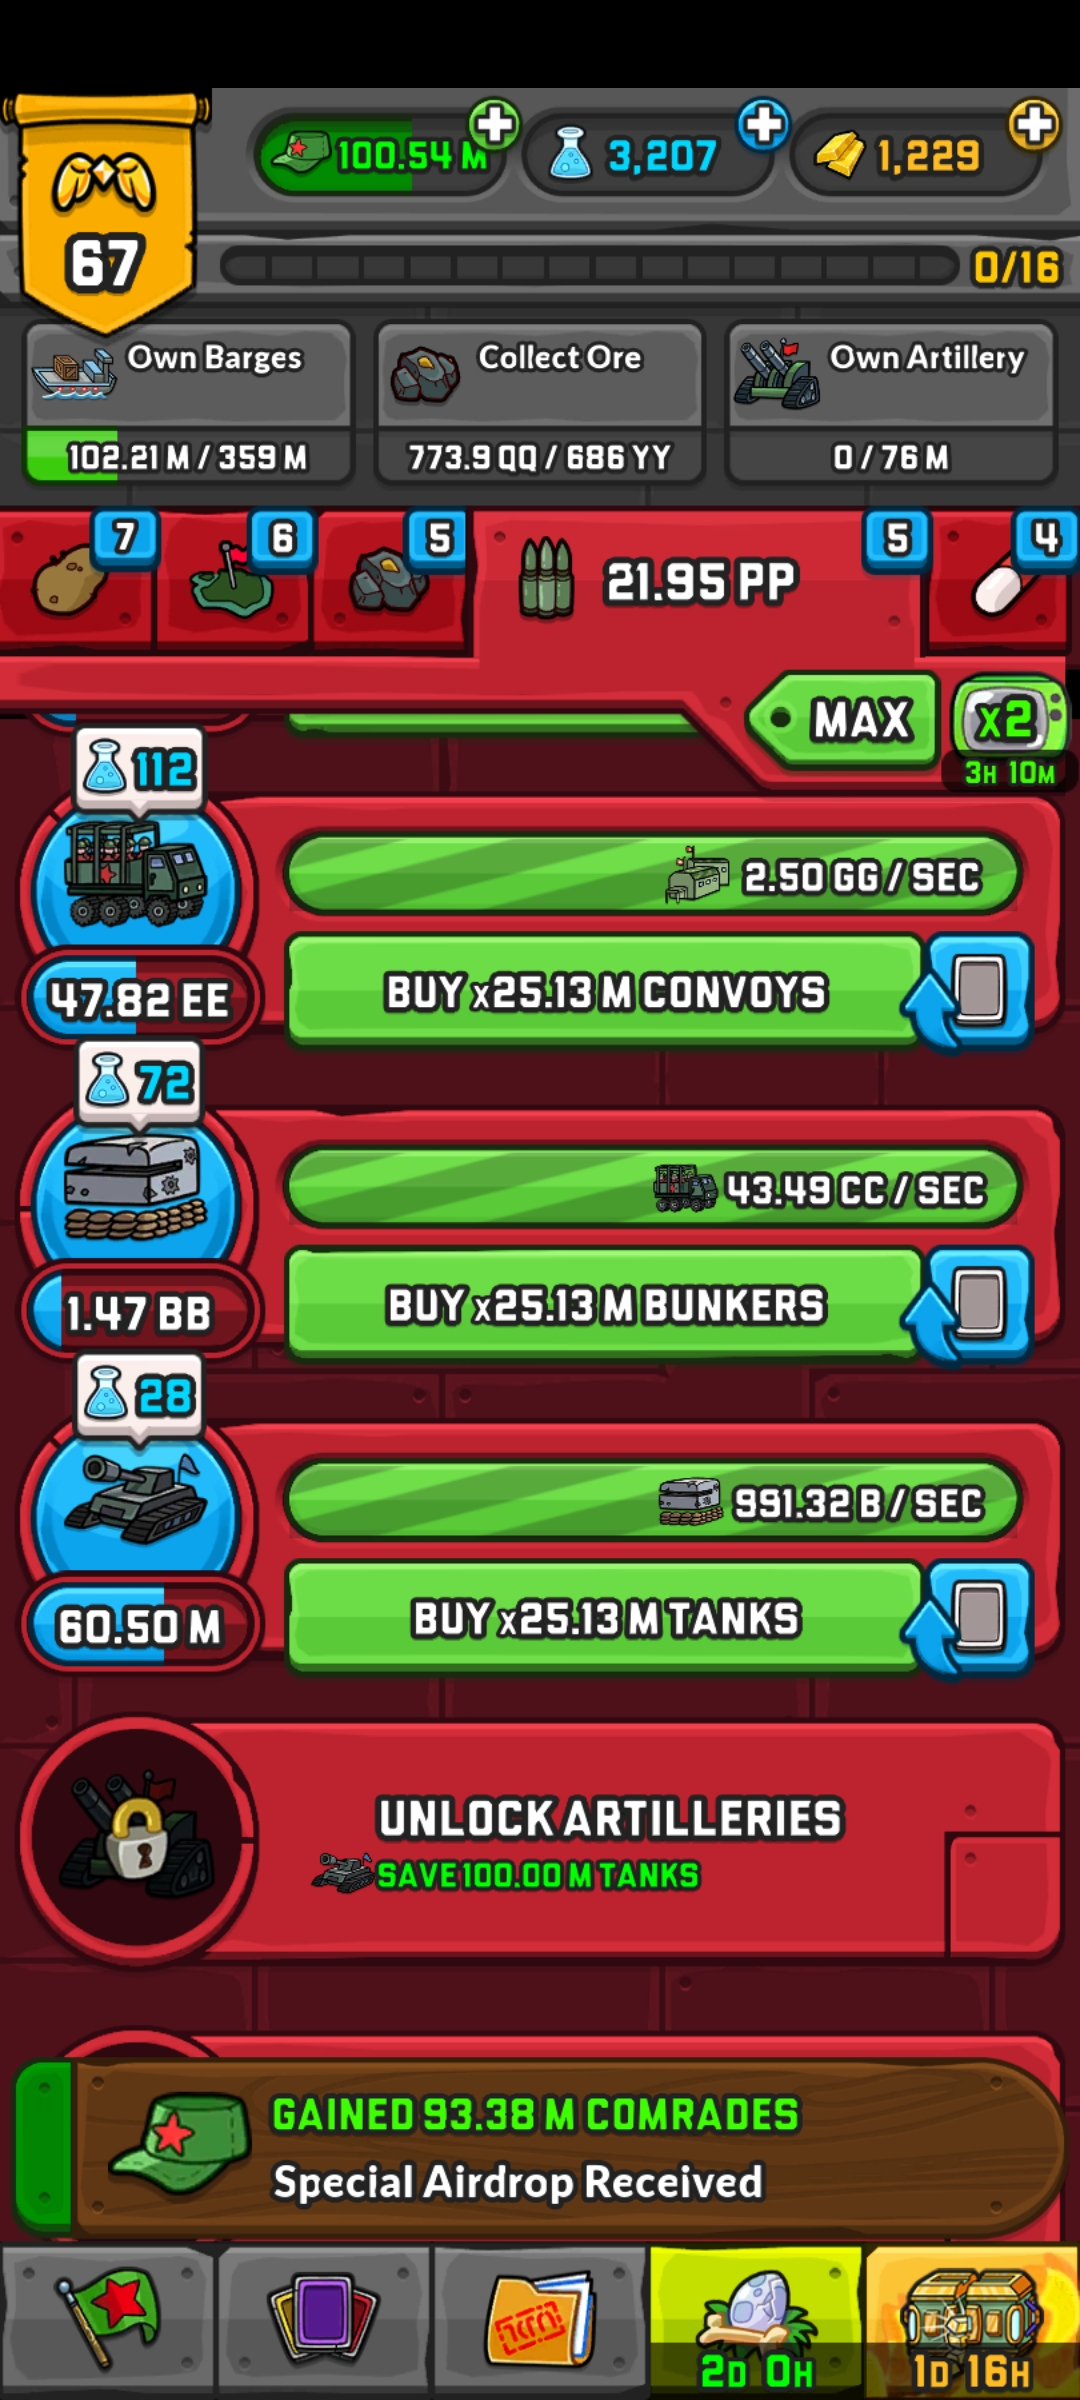 100.54 M
3,207
1,229
67
0/16
Own Barges
Collect Ore
Own Artillery
102.21 M / 359 M
773.9 QQ / 686 YY
0 / 76 M
7
6
5
21.95 PP
5
4
MAX
x2
3H 10M
112
2.50 GG / SEC
47.82 EE
BUY x25.13 M CONVOYS
72
43.49 CC / SEC
1.47 BB
BUY x25.13 M BUNKERS
28
991.32 B / SEC
60.50 M
BUY x25.13 M TANKS
UNLOCK ARTILLERIES
SAVE 100.00 M TANKS
GAINED 93.38 M COMRADES
Special Airdrop Received
2D 0H
1D 16H